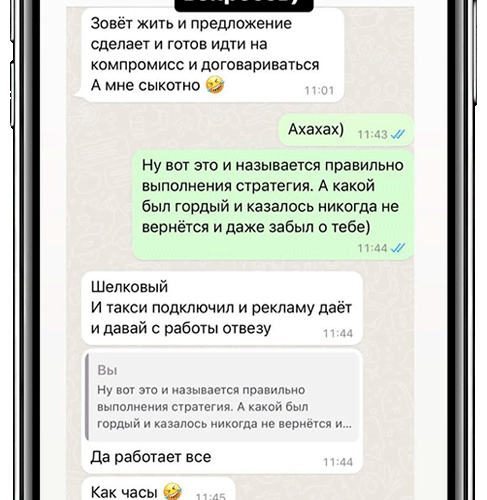 Зовёт жить и предложение
сделает и готов идти на
компромисс и договариваться
А мне сыкотно 🤣
11:01
Ахахах)
11:43
Ну вот это и называется правильно
выполнения стратегия. А какой
был гордый и казалось никогда не
вернётся и даже забыл о тебе)
11:44
Шелковый
И такси подключил и рекламу даёт
и давай с работы отвезу
11:44
Вы
Ну вот это и называется правильно
выполнения стратегия. А какой был
гордый и казалось никогда не вернётся и...
Да работает все
11:44
Как часы 🤣
11:45